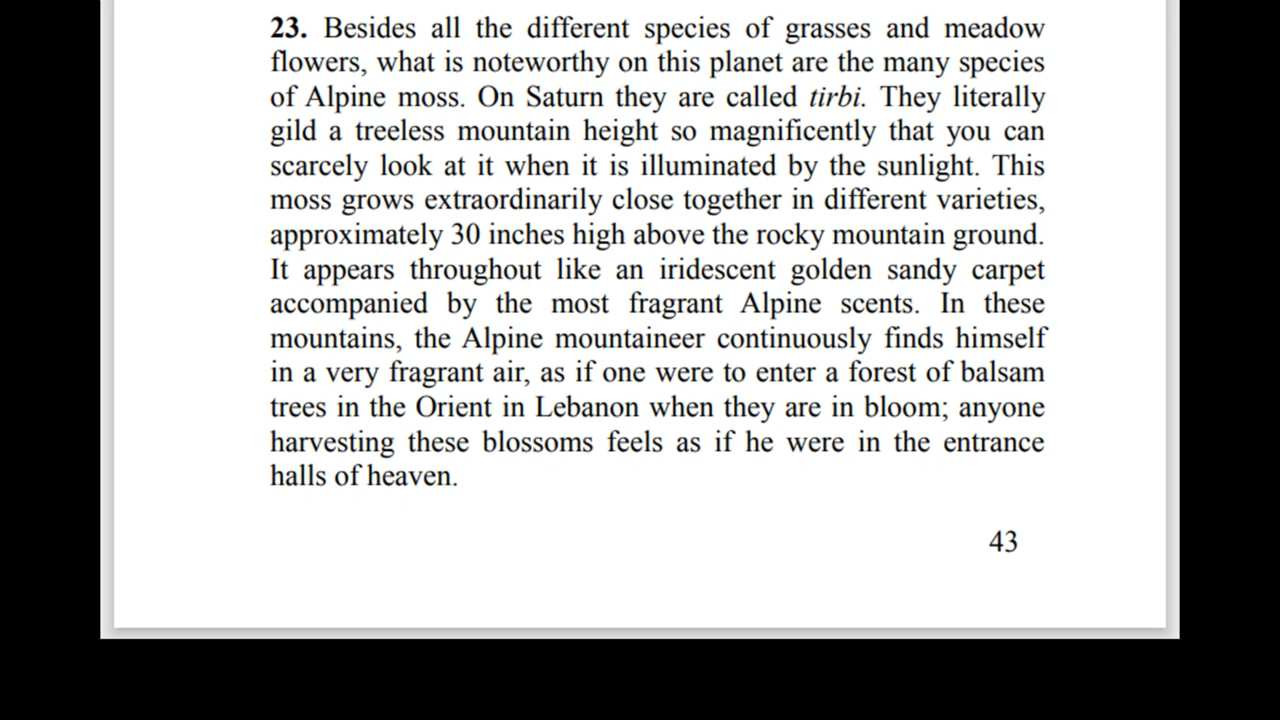 23. Besides all the different species of grasses and meadow
flowers, what is noteworthy on this planet are the many species
of Alpine moss. On Saturn they are called tirbi. They literally
gild a treeless mountain height so magnificently that you can
scarcely look at it when it is illuminated by the sunlight. This
moss grows extraordinarily close together in different varieties,
approximately 30 inches high above the rocky mountain ground.
It appears throughout like an iridescent golden sandy carpet
accompanied by the most fragrant Alpine scents. In these
mountains, the Alpine mountaineer continuously finds himself
in a very fragrant air, as if one were to enter a forest of balsam
trees in the Orient in Lebanon when they are in bloom; anyone
harvesting these blossoms feels as if he were in the entrance
halls of heaven.
43